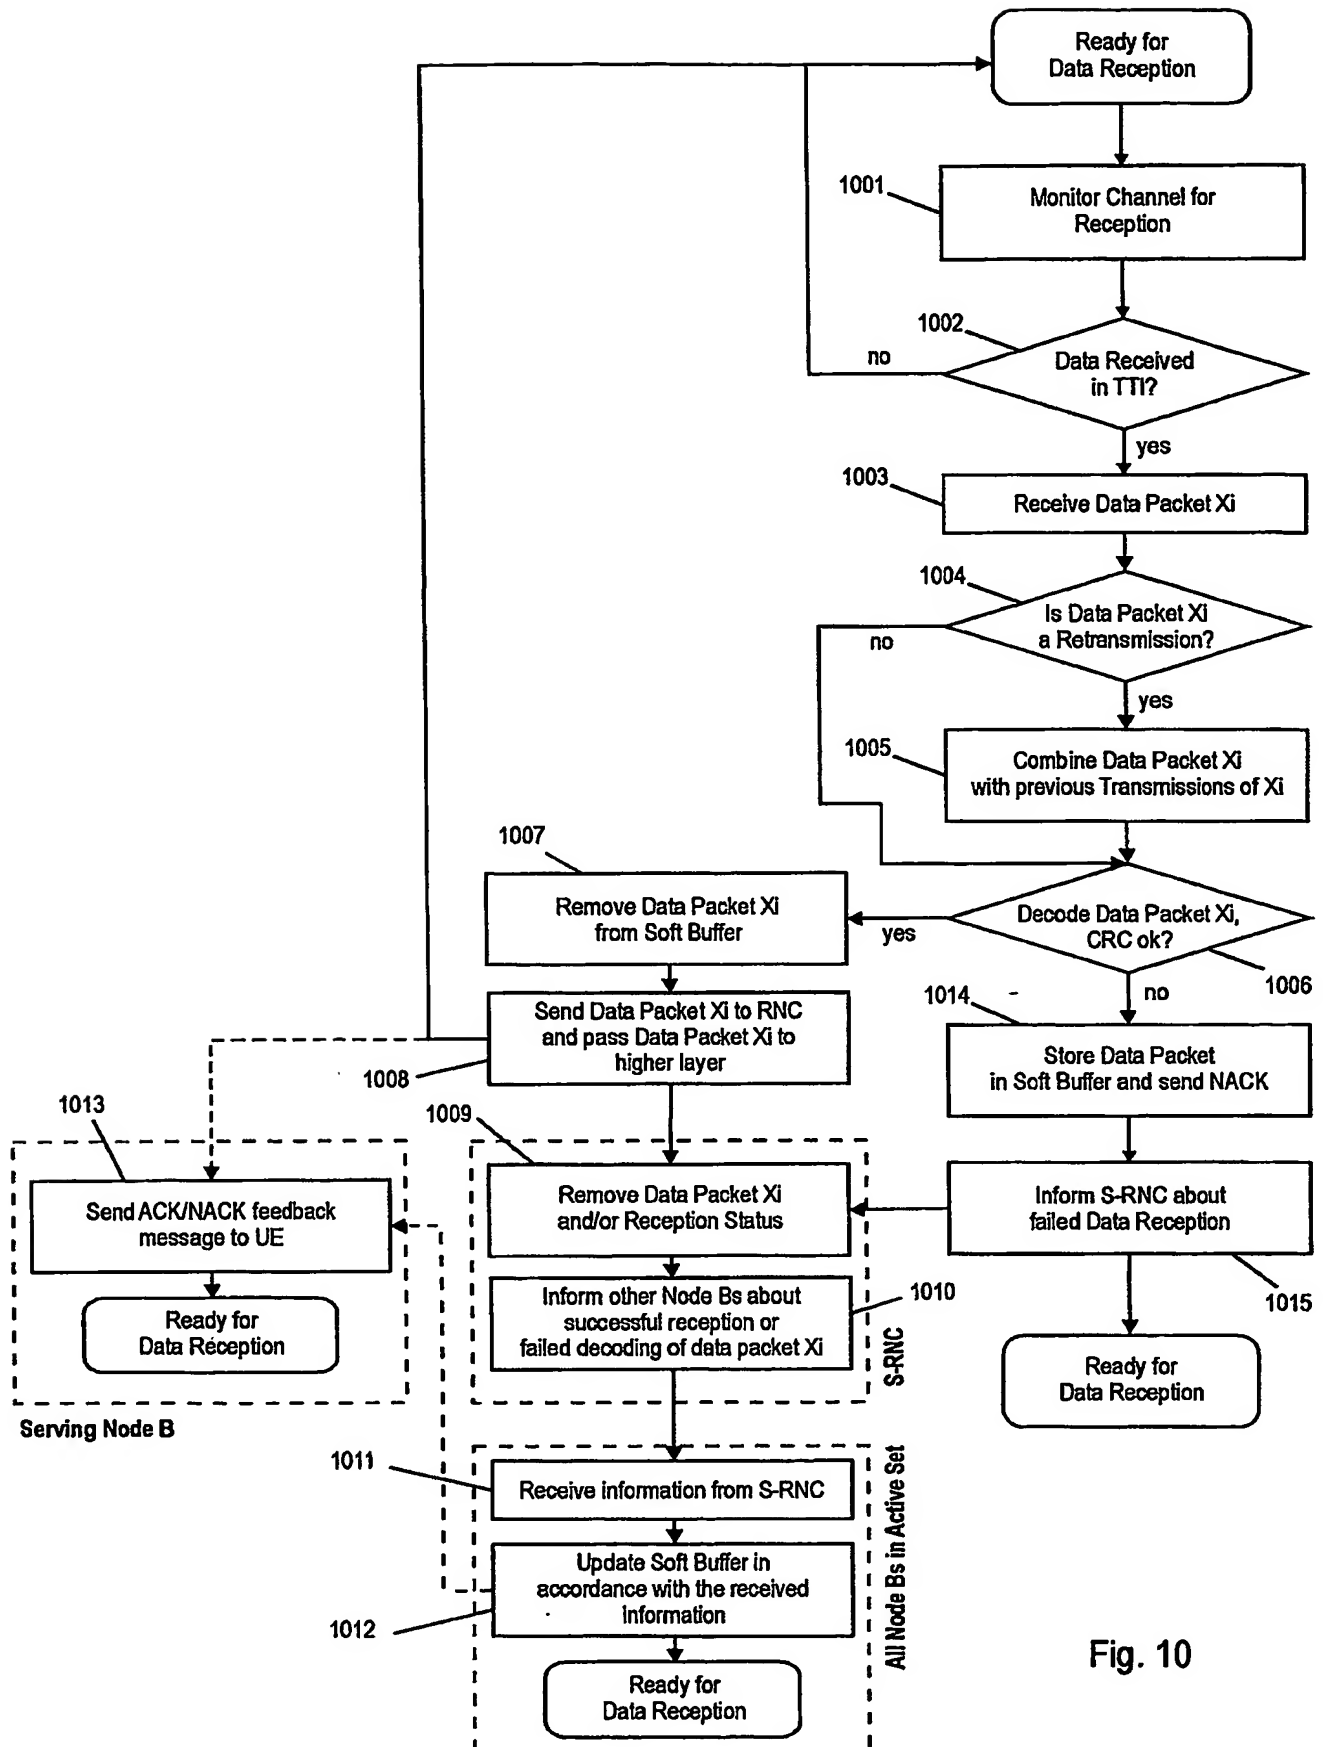 Ready for
Data Reception
1001
Monitor Channel for
Reception
1002
Data Received
in TTI?
no
yes
1003
Receive Data Packet Xi
1004
Is Data Packet Xi
a Retransmission?
no
yes
1005
Combine Data Packet Xi
with previous Transmissions of Xi
1007
Remove Data Packet Xi
from Soft Buffer
yes
Decode Data Packet Xi,
CRC ok?
1006
no
1014
Store Data Packet
in Soft Buffer and send NACK
Send Data Packet Xi to RNC
and pass Data Packet Xi to
higher layer
1008
1013
1009
Send ACK/NACK feedback
message to UE
Ready for
Data Reception
Serving Node B
Remove Data Packet Xi
and/or Reception Status
Inform other Node Bs about
successful reception or
failed decoding of data packet Xi
1010
S-RNC
Inform S-RNC about
failed Data Reception
1015
Ready for
Data Reception
1011
Receive information from S-RNC
Update Soft Buffer in
accordance with the received
information
1012
Ready for
Data Reception
All Node Bs in Active Set
Fig. 10